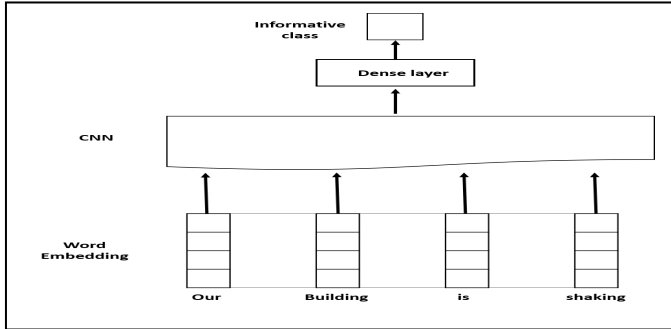 Informative
class
Dense layer
CNN
Word
Embedding
Our Building is shaking